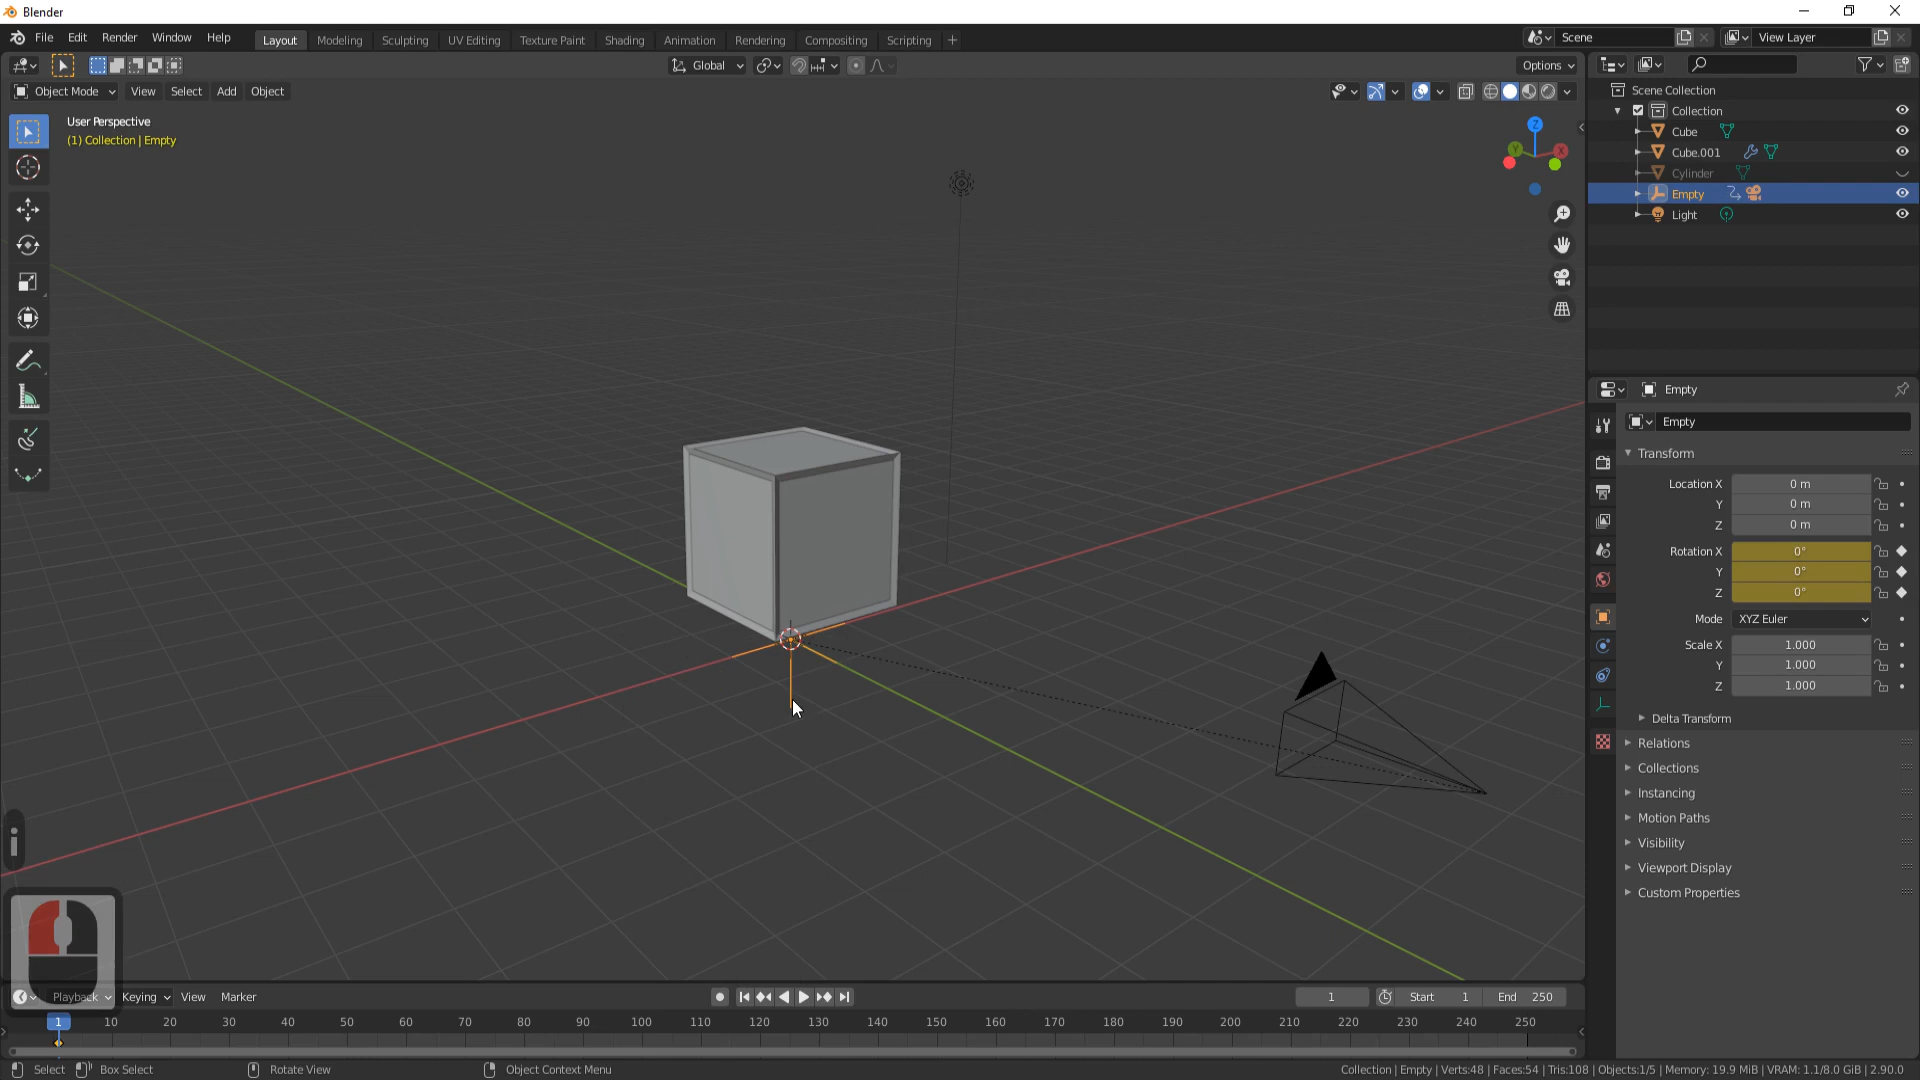 Blender
File Edit Render Window Help
Layout Modeling Sculpting UV Editing Texture Paint Shading Animation Rendering Compositing Scripting +
Scene
View Layer
Global
Options
Object Mode View Select Add Object
User Perspective
(1) Collection | Empty
Z
Y
X
Scene Collection
Collection
Cube
Cube.001
Cylinder
Empty
Light
Empty
Empty
Transform
Location X 0 m
Y 0 m
Z 0 m
Rotation X 0°
Y 0°
Z 0°
Mode XYZ Euler
Scale X 1.000
Y 1.000
Z 1.000
Delta Transform
Relations
Collections
Instancing
Motion Paths
Visibility
Viewport Display
Custom Properties
Playback Keying View Marker
1
Start 1
End 250
1 10 20 30 40 50 60 70 80 90 100 110 120 130 140 150 160 170 180 190 200 210 220 230 240 250
Select Box Select Rotate View Object Context Menu
Collection | Empty | Verts:48 | Faces:54 | Tris:108 | Objects:1/5 | Memory: 19.9 MiB | VRAM: 1.1/8.0 GiB | 2.90.0